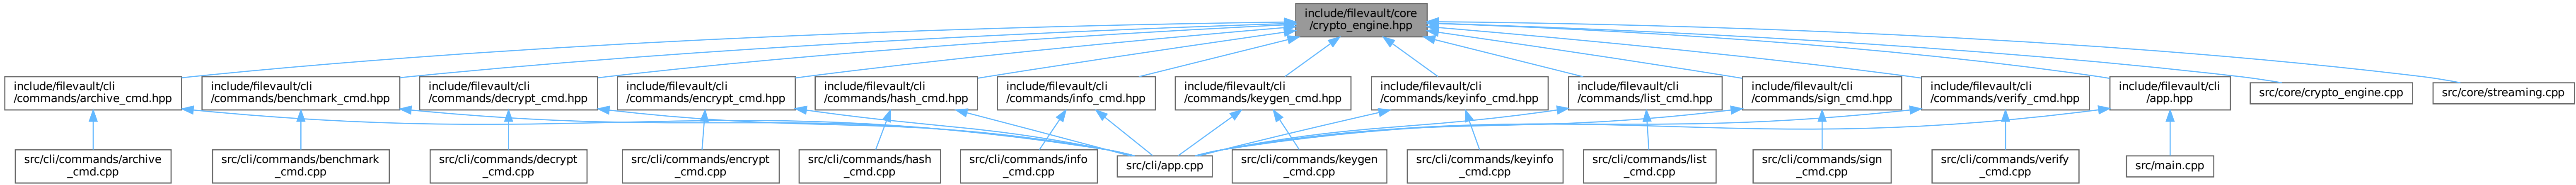 include/filevault/core
/crypto_engine.hpp
include/filevault/cli
/commands/archive_cmd.hpp
include/filevault/cli
/commands/benchmark_cmd.hpp
include/filevault/cli
/commands/decrypt_cmd.hpp
include/filevault/cli
/commands/encrypt_cmd.hpp
include/filevault/cli
/commands/hash_cmd.hpp
include/filevault/cli
/commands/info_cmd.hpp
include/filevault/cli
/commands/keygen_cmd.hpp
include/filevault/cli
/commands/keyinfo_cmd.hpp
include/filevault/cli
/commands/list_cmd.hpp
include/filevault/cli
/commands/sign_cmd.hpp
include/filevault/cli
/commands/verify_cmd.hpp
include/filevault/cli
/app.hpp
src/core/crypto_engine.cpp
src/core/streaming.cpp
src/cli/commands/archive
_cmd.cpp
src/cli/commands/benchmark
_cmd.cpp
src/cli/commands/decrypt
_cmd.cpp
src/cli/commands/encrypt
_cmd.cpp
src/cli/commands/hash
_cmd.cpp
src/cli/commands/info
_cmd.cpp
src/cli/app.cpp
src/cli/commands/keygen
_cmd.cpp
src/cli/commands/keyinfo
_cmd.cpp
src/cli/commands/list
_cmd.cpp
src/cli/commands/sign
_cmd.cpp
src/cli/commands/verify
_cmd.cpp
src/main.cpp